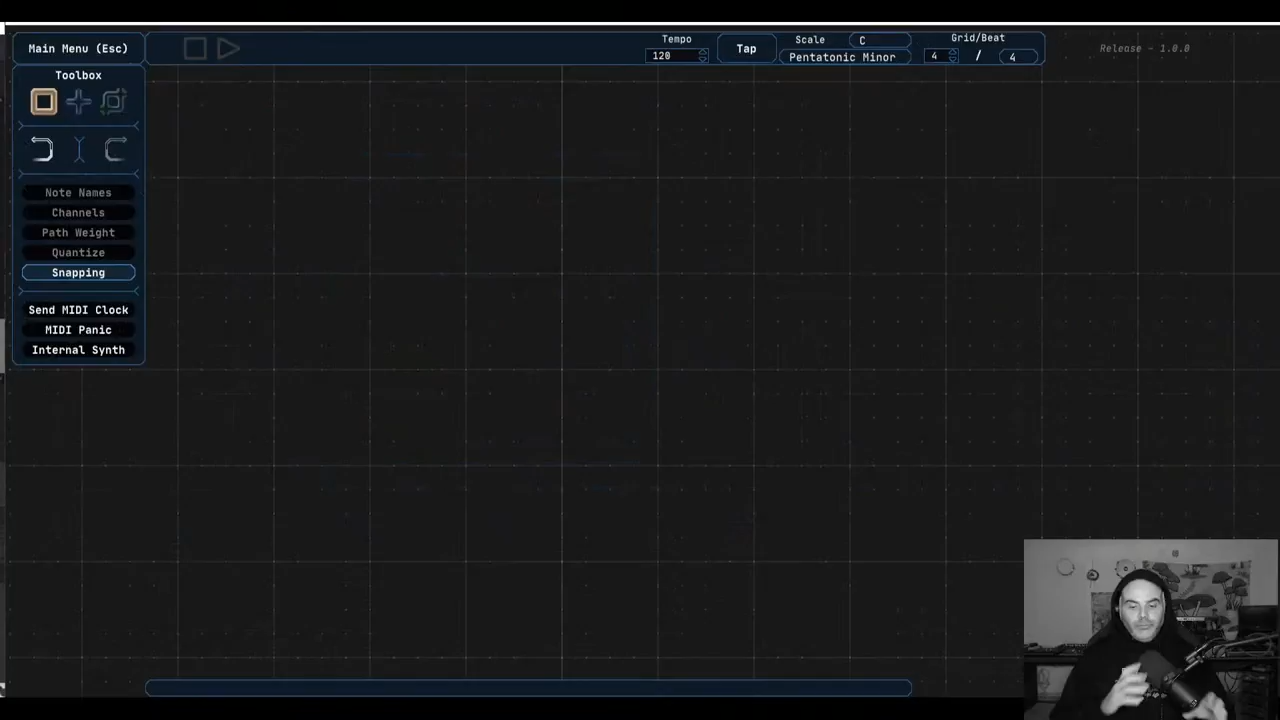 Main Menu (Esc)
Tempo
120
Tap
Scale
C
Pentatonic Minor
Grid/Beat
4 / 4
Release - 1.0.0
Toolbox
Note Names
Channels
Path Weight
Quantize
Snapping
Send MIDI Clock
MIDI Panic
Internal Synth